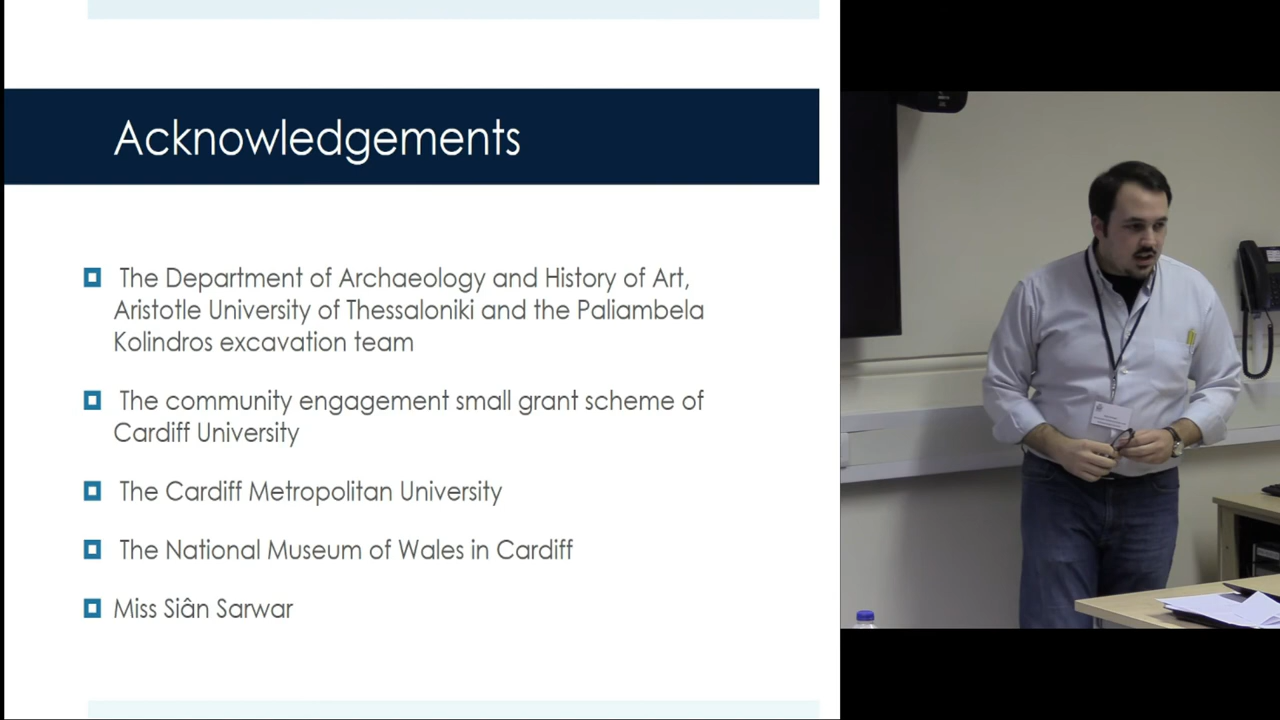 Acknowledgements
The Department of Archaeology and History of Art,
Aristotle University of Thessaloniki and the Paliambela
Kolindros excavation team
The community engagement small grant scheme of
Cardiff University
The Cardiff Metropolitan University
The National Museum of Wales in Cardiff
Miss Siân Sarwar